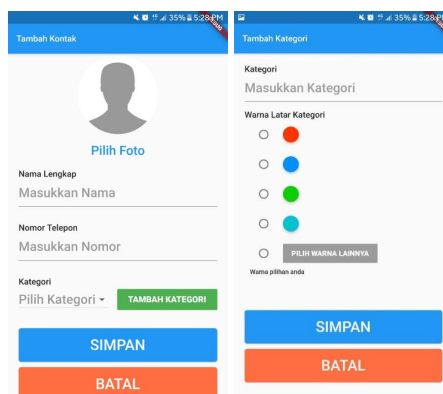 35% 5:28 PM
Tambah Kontak
Pilih Foto
Nama Lengkap
Masukkan Nama
Nomor Telepon
Masukkan Nomor
Kategori
Pilih Kategori
TAMBAH KATEGORI
SIMPAN
BATAL
35% 5:28 PM
Tambah Kategori
Kategori
Masukkan Kategori
Warna Latar Kategori
PILIH WARNA LAINNYA
Warna pilihan anda
SIMPAN
BATAL